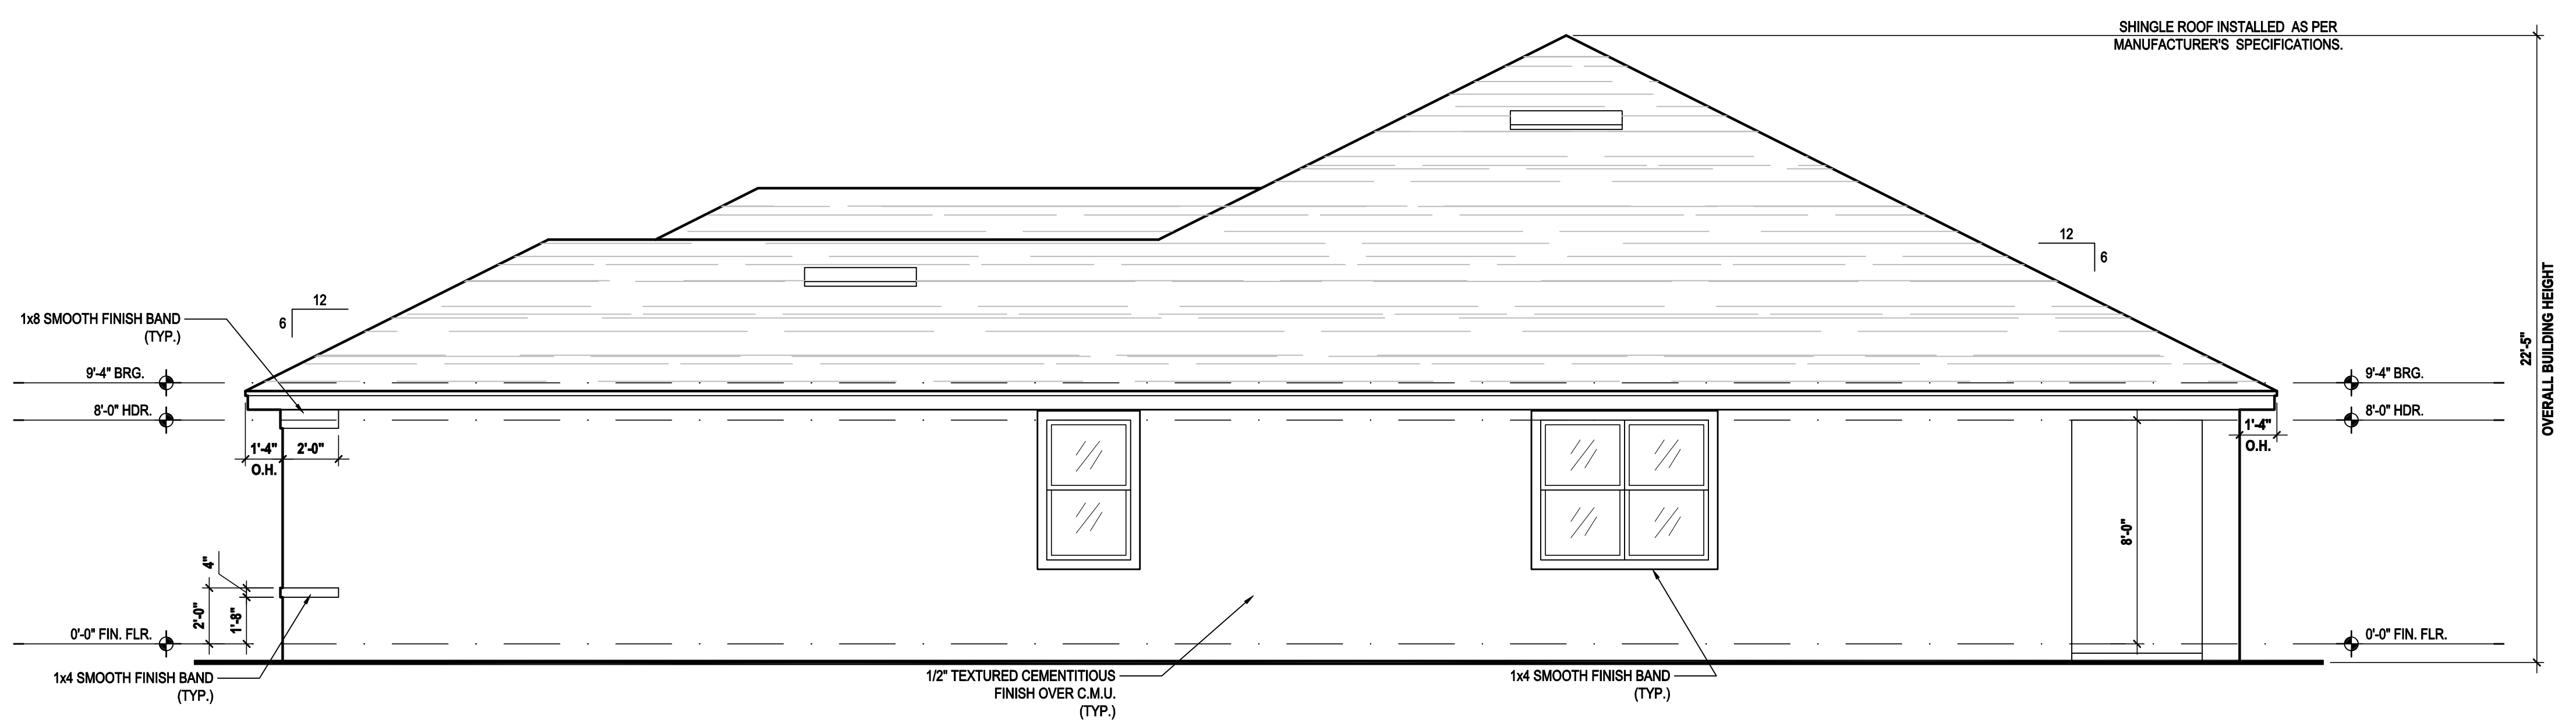 SHINGLE ROOF INSTALLED AS PER
MANUFACTURER'S SPECIFICATIONS.
12
6
12
6
22'-5"
OVERALL BUILDING HEIGHT
1x8 SMOOTH FINISH BAND
(TYP.)
9'-4" BRG.
9'-4" BRG.
8'-0" HDR.
8'-0" HDR.
1'-4"
O.H.
2'-0"
1'-4"
O.H.
8'-0"
4"
2'-0"
1'-8"
0'-0" FIN. FLR.
0'-0" FIN. FLR.
1x4 SMOOTH FINISH BAND
(TYP.)
1/2" TEXTURED CEMENTITIOUS
FINISH OVER C.M.U.
(TYP.)
1x4 SMOOTH FINISH BAND
(TYP.)